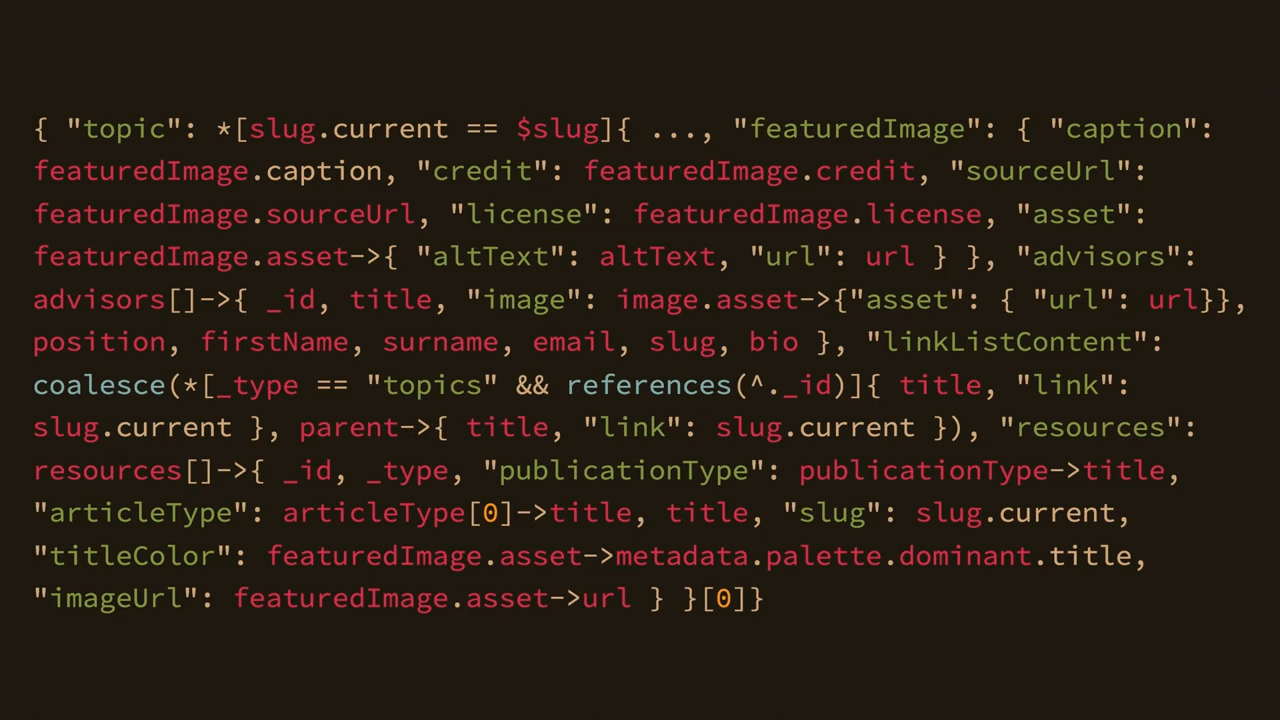 { "topic": *[slug.current == $slug]{ ..., "featuredImage": { "caption":
featuredImage.caption, "credit": featuredImage.credit, "sourceUrl":
featuredImage.sourceUrl, "license": featuredImage.license, "asset":
featuredImage.asset->{ "altText": altText, "url": url } }, "advisors":
advisors[]->{ _id, title, "image": image.asset->{"asset": { "url": url}},
position, firstName, surname, email, slug, bio }, "linkListContent":
coalesce(*[_type == "topics" && references(^._id)]{ title, "link":
slug.current }, parent->{ title, "link": slug.current }), "resources":
resources[]->{ _id, _type, "publicationType": publicationType->title,
"articleType": articleType[0]->title, title, "slug": slug.current,
"titleColor": featuredImage.asset->metadata.palette.dominant.title,
"imageUrl": featuredImage.asset->url } }[0]}